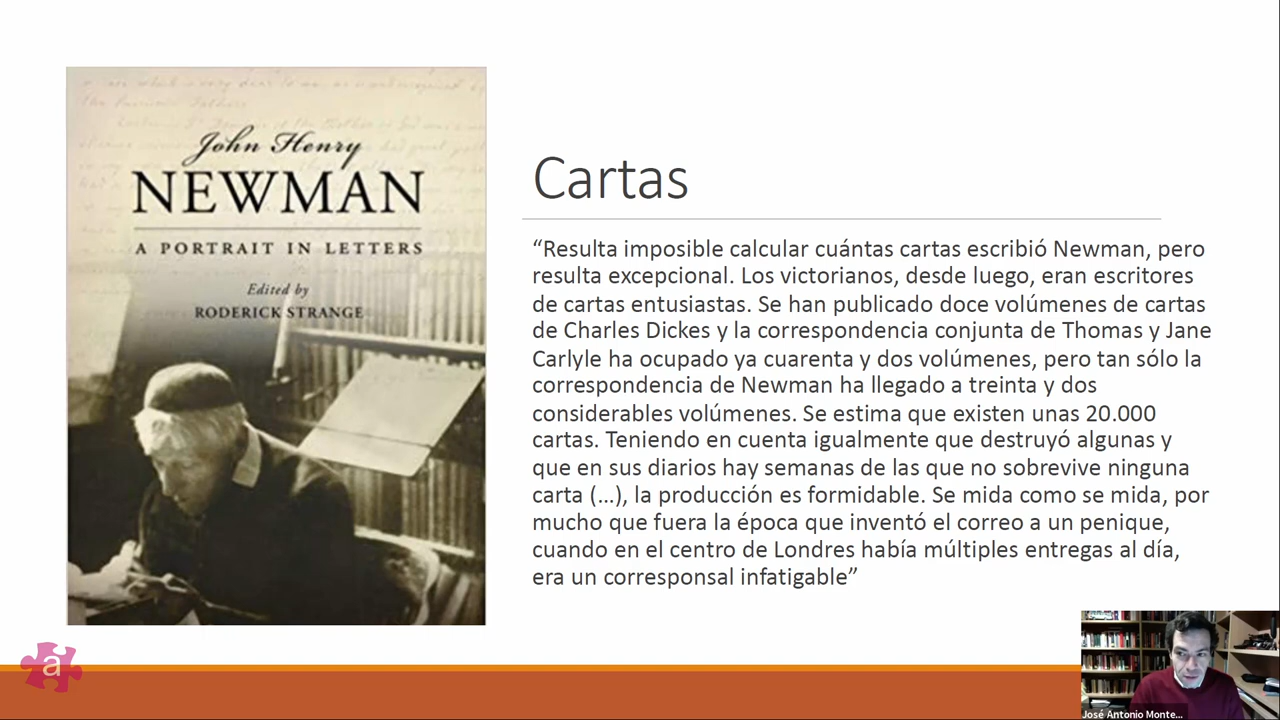 John Henry
NEWMAN
A PORTRAIT IN LETTERS
Edited by
RODERICK STRANGE
Cartas
“Resulta imposible calcular cuántas cartas escribió Newman, pero
resulta excepcional. Los victorianos, desde luego, eran escritores
de cartas entusiastas. Se han publicado doce volúmenes de cartas
de Charles Dickes y la correspondencia conjunta de Thomas y Jane
Carlyle ha ocupado ya cuarenta y dos volúmenes, pero tan sólo la
correspondencia de Newman ha llegado a treinta y dos
considerables volúmenes. Se estima que existen unas 20.000
cartas. Teniendo en cuenta igualmente que destruyó algunas y
que en sus diarios hay semanas de las que no sobrevive ninguna
carta (…), la producción es formidable. Se mida como se mida, por
mucho que fuera la época que inventó el correo a un penique,
cuando en el centro de Londres había múltiples entregas al día,
era un corresponsal infatigable”
a
José Antonio Monte...